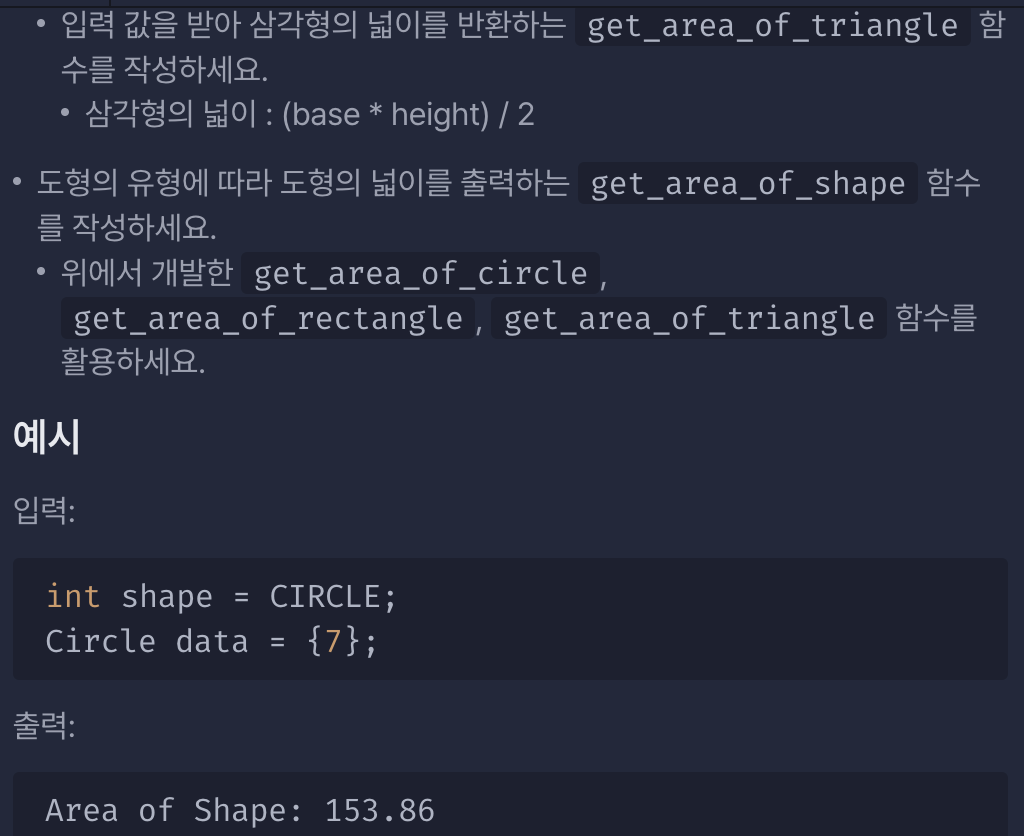 • 입력 값을 받아 삼각형의 넓이를 반환하는 get_area_of_triangle 함
수를 작성하세요.
• 삼각형의 넓이 : (base * height) / 2
• 도형의 유형에 따라 도형의 넓이를 출력하는 get_area_of_shape 함수
를 작성하세요.
• 위에서 개발한 get_area_of_circle,
get_area_of_rectangle, get_area_of_triangle 함수를
활용하세요.
예시
입력:
int shape = CIRCLE;
Circle data = {7};
출력:
Area of Shape: 153.86